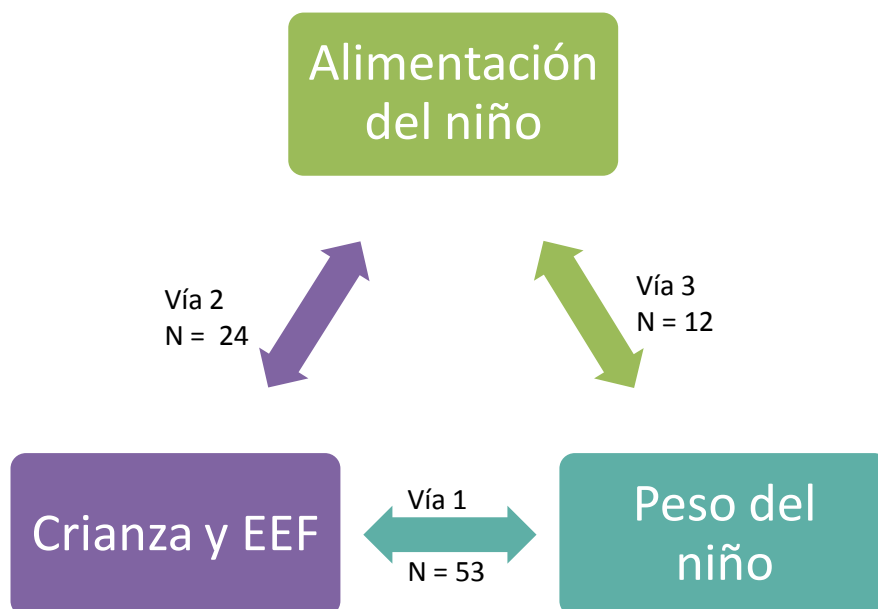 Alimentación
del niño
Vía 2
N = 24
Vía 3
N = 12
Crianza y EEF
Vía 1
N = 53
Peso del
niño